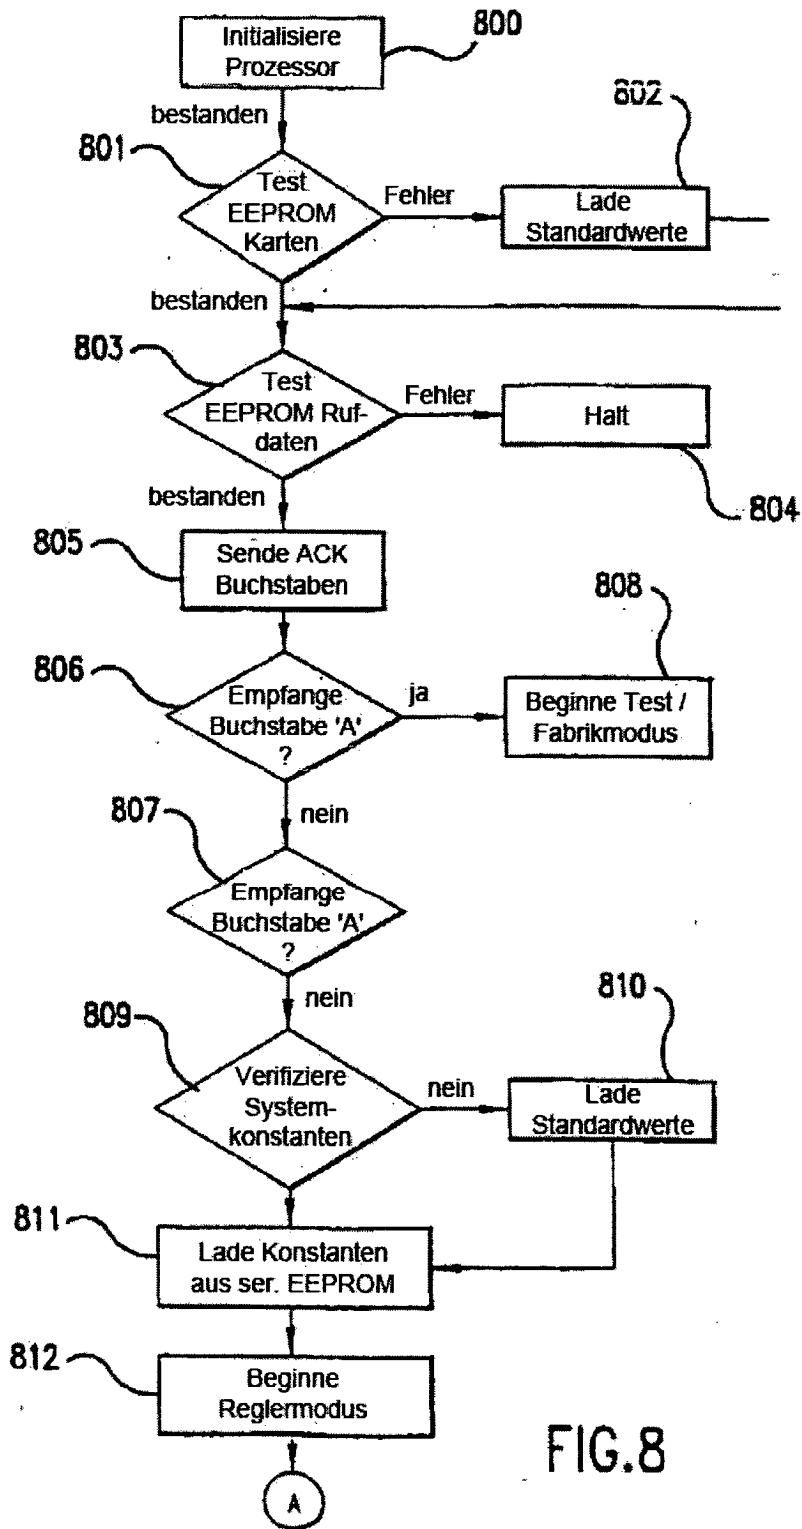 Initialisiere
Prozessor
800
bestanden
801
Test
EEPROM
Karten
Fehler
802
Lade
Standardwerte
bestanden
803
Test
EEPROM Ruf-
daten
Fehler
Halt
804
bestanden
805
Sende ACK
Buchstaben
806
Empfange
Buchstabe 'A'
?
ja
808
Beginne Test /
Fabrikmodus
nein
807
Empfange
Buchstabe 'A'
?
nein
809
Verifiziere
System-
konstanten
nein
810
Lade
Standardwerte
811
Lade Konstanten
aus ser. EEPROM
812
Beginne
Reglermodus
A
FIG.8